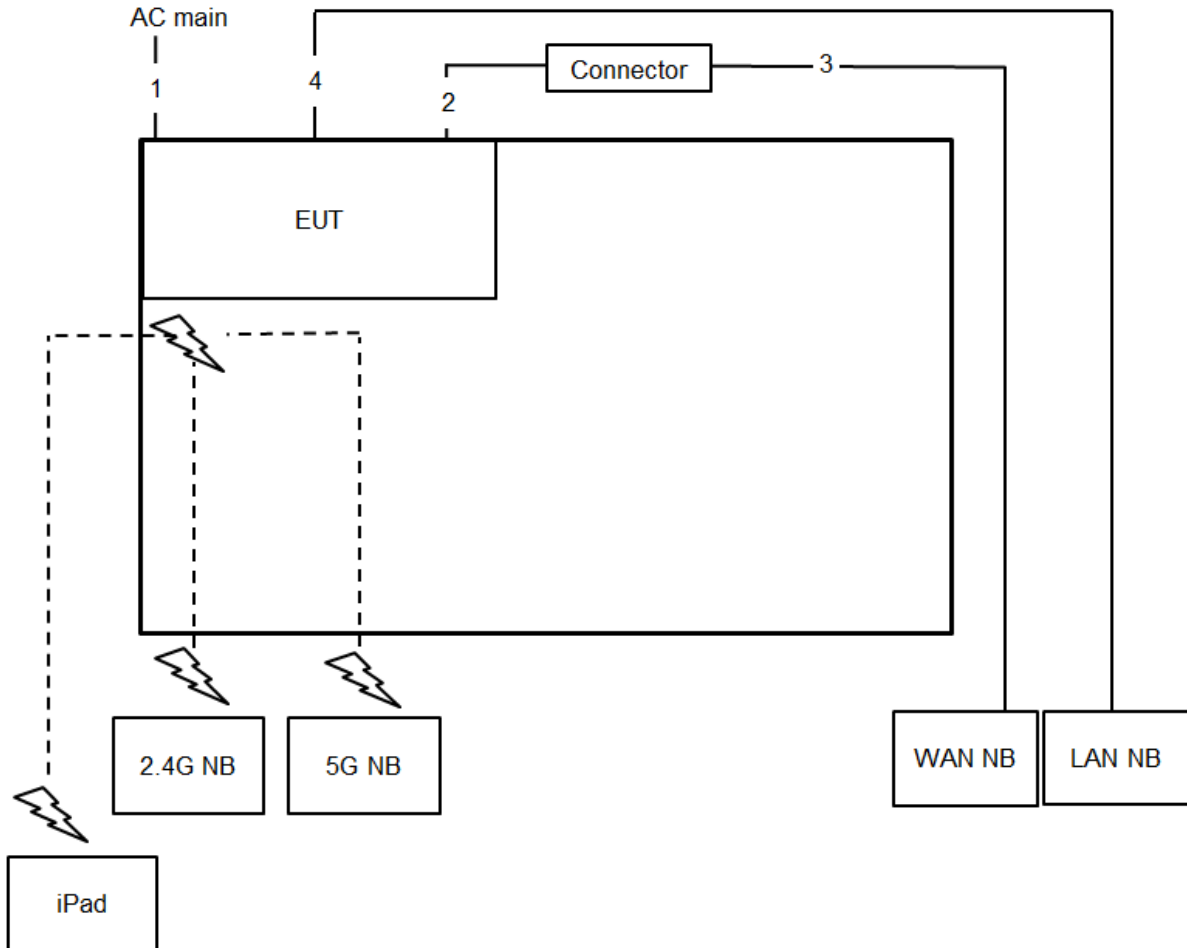 AC main
1
4
2
Connector
3
EUT
2.4G NB
5G NB
WAN NB
LAN NB
iPad